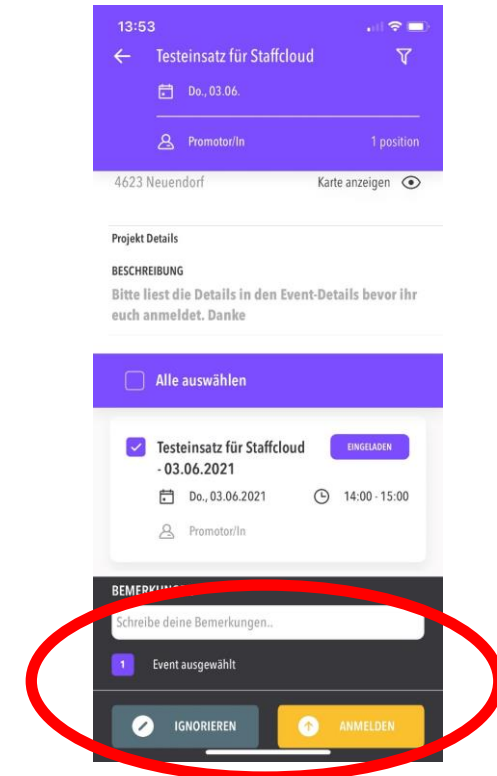 13:53
Testeinsatz für Staffcloud
Do., 03.06.
Promotor/In 1 position
4623 Neuendorf Karte anzeigen
Projekt Details
BESCHREIBUNG
Bitte liest die Details in den Event-Details bevor ihr
euch anmeldet. Danke
Alle auswählen
Testeinsatz für Staffcloud EINGELADEN
- 03.06.2021
Do., 03.06.2021 14:00 - 15:00
Promotor/In
Schreibe deine Bemerkungen..
1 Event ausgewählt
IGNORIEREN ANMELDEN